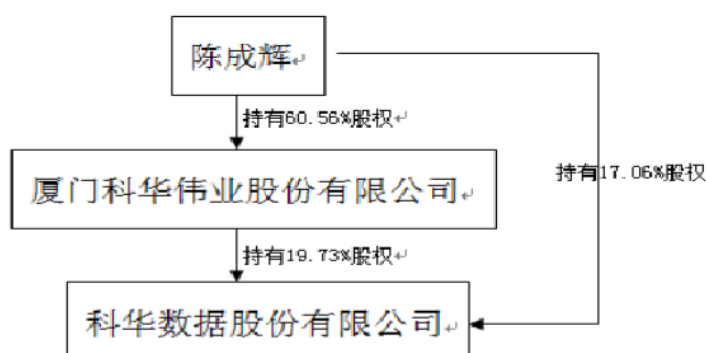 陈成辉
持有60.56%股权
厦门科华伟业股份有限公司
持有17.06%股权
持有19.73%股权
科华数据股份有限公司